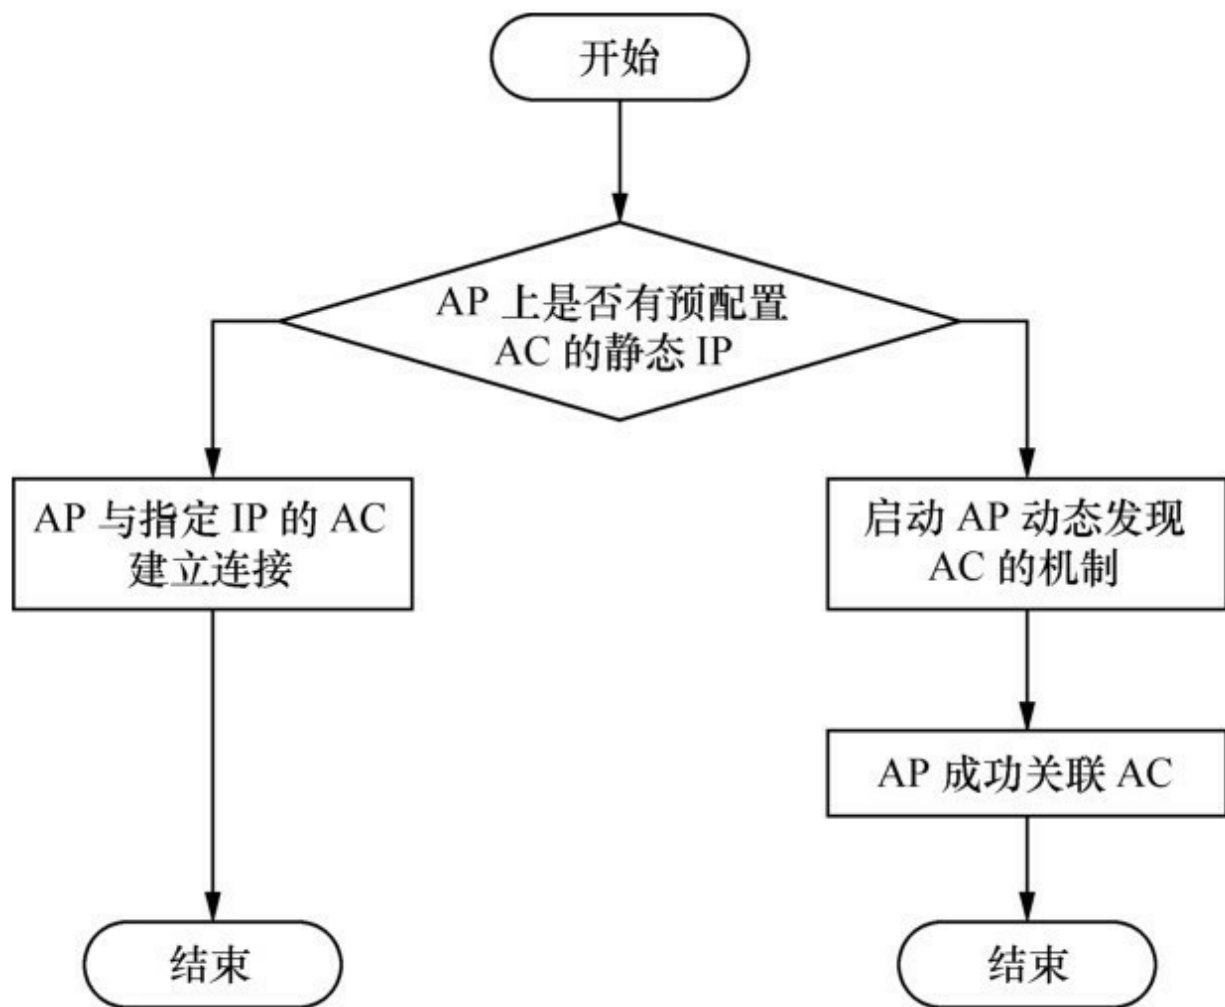 开始
AP 上是否有预配置
AC 的静态 IP
AP 与指定 IP 的 AC
建立连接
启动 AP 动态发现
AC 的机制
AP 成功关联 AC
结束
结束